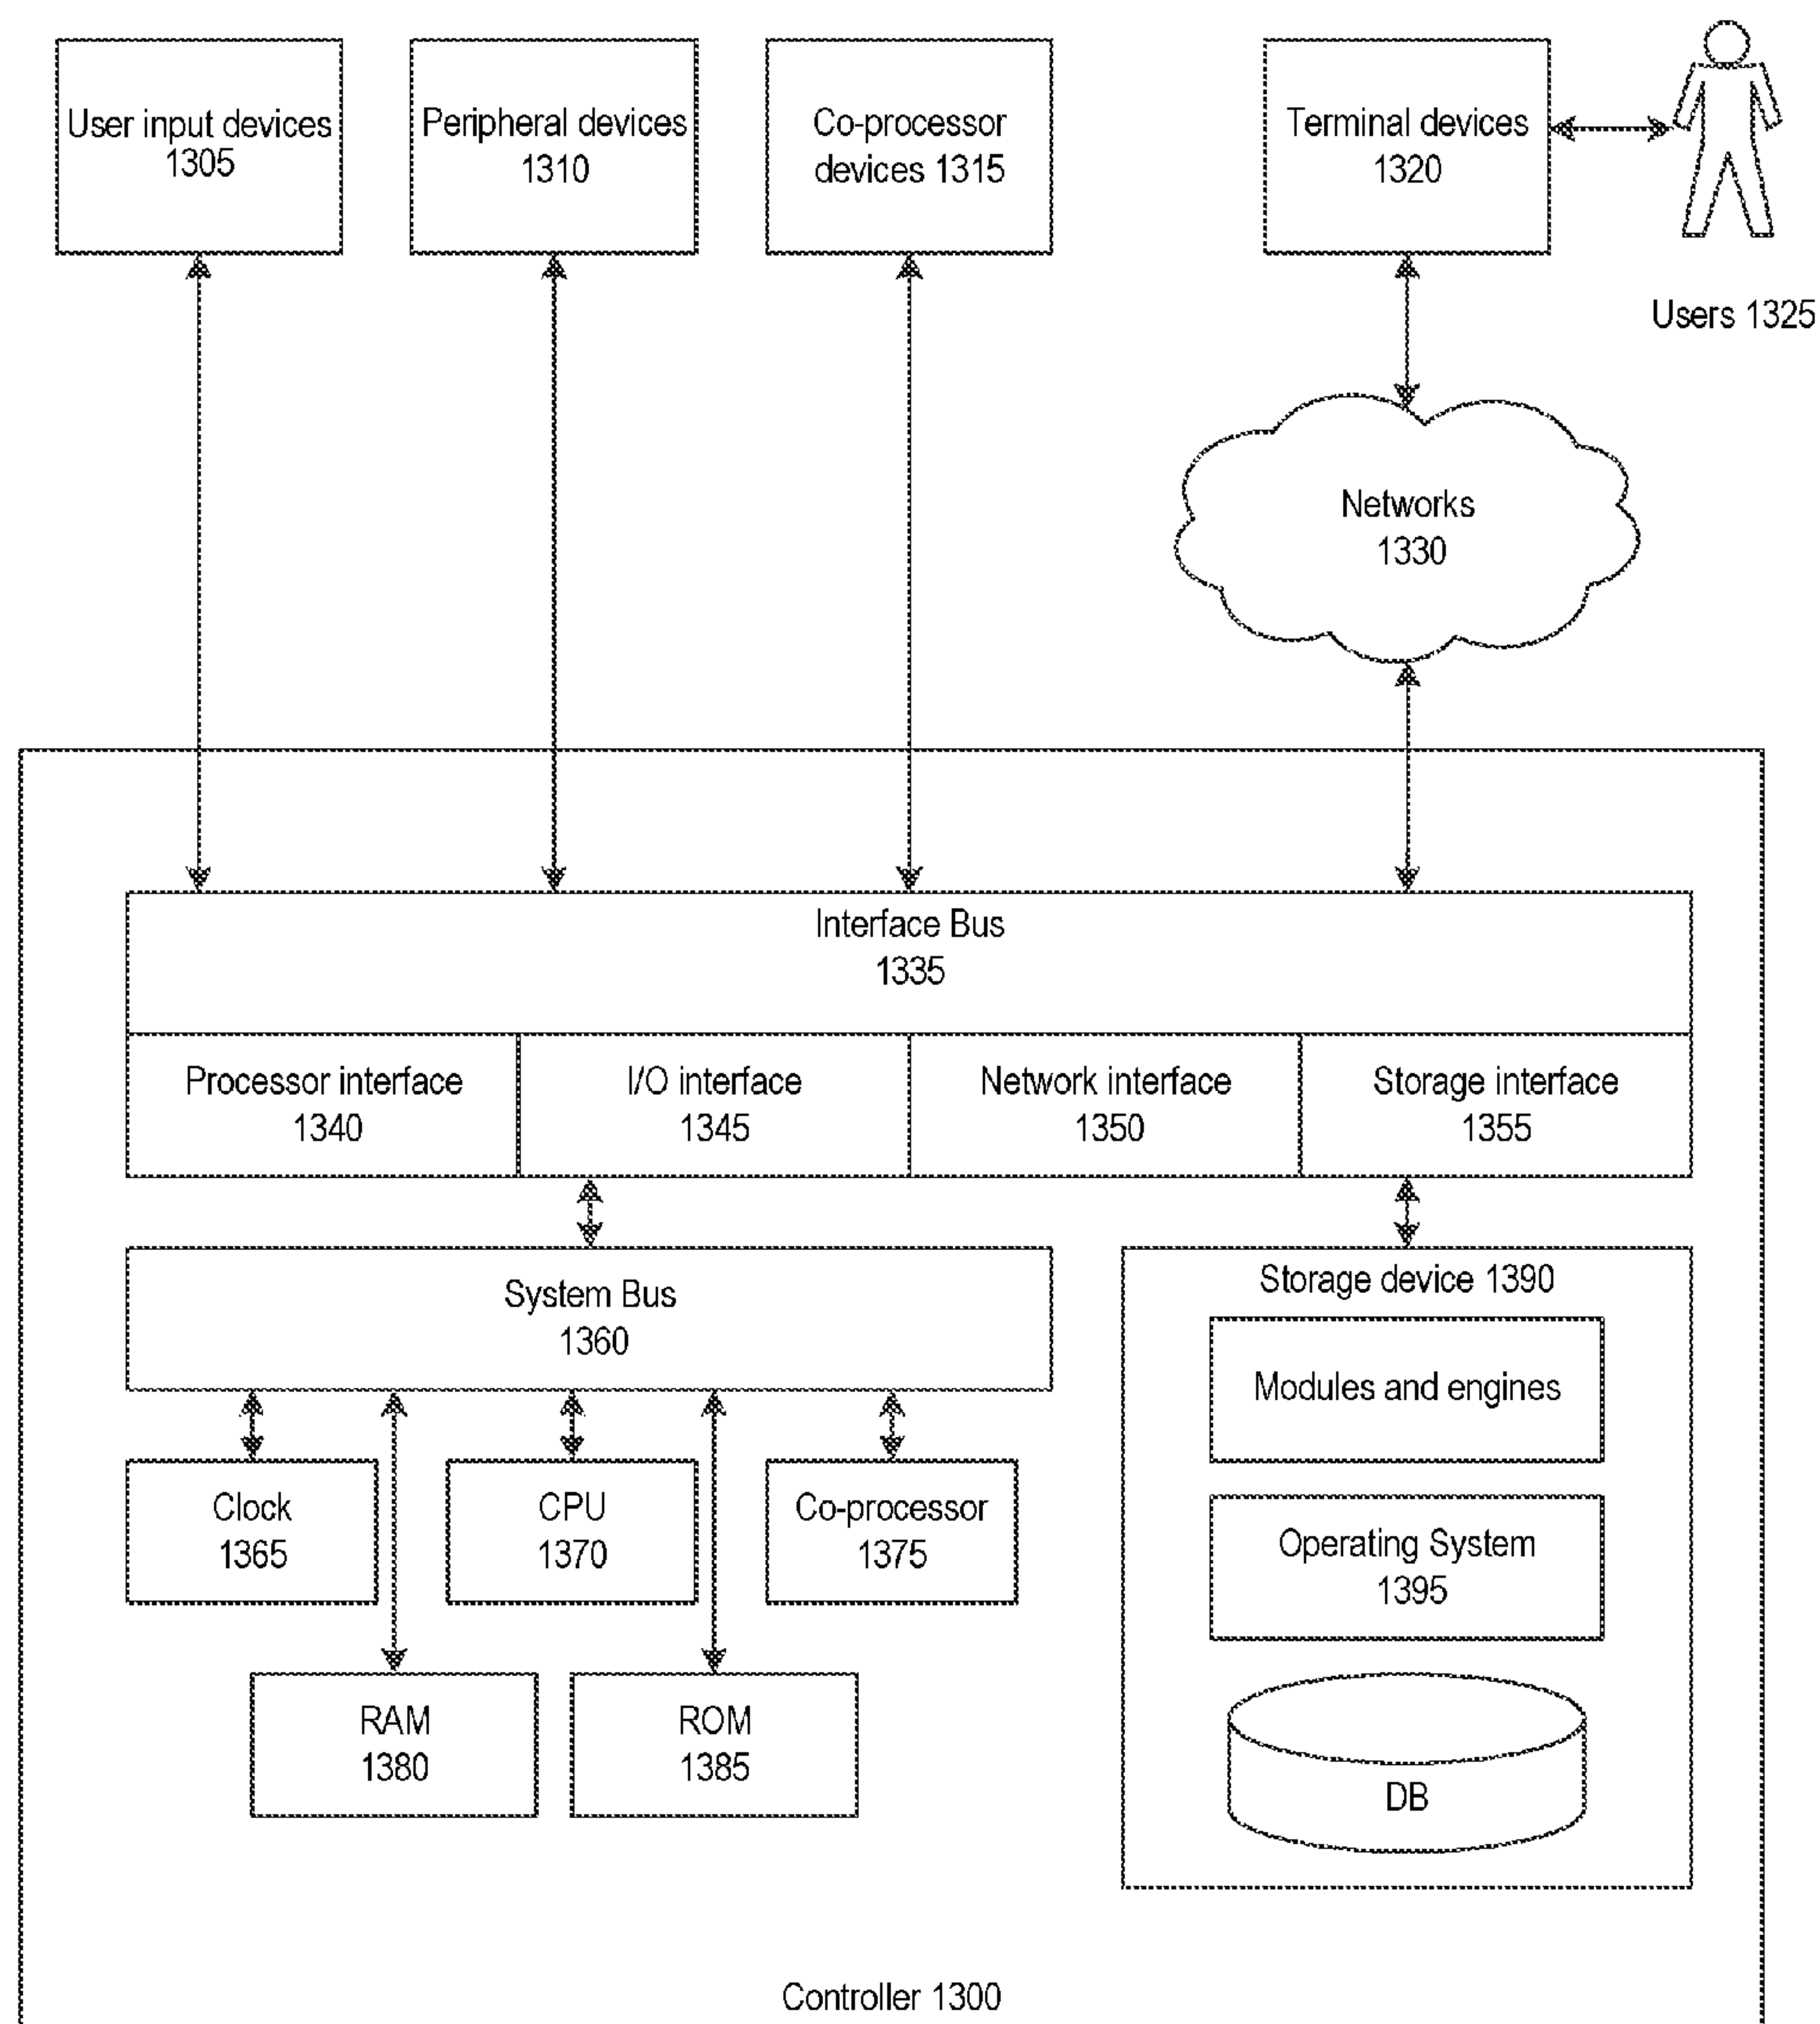 User input devices
1305
Peripheral devices
1310
Co-processor
devices 1315
Terminal devices
1320
Users 1325
Networks
1330
Interface Bus
1335
Processor interface
1340
I/O interface
1345
Network interface
1350
Storage interface
1355
System Bus
1360
Storage device 1390
Modules and engines
Clock
1365
CPU
1370
Co-processor
1375
Operating System
1395
RAM
1380
ROM
1385
DB
Controller 1300